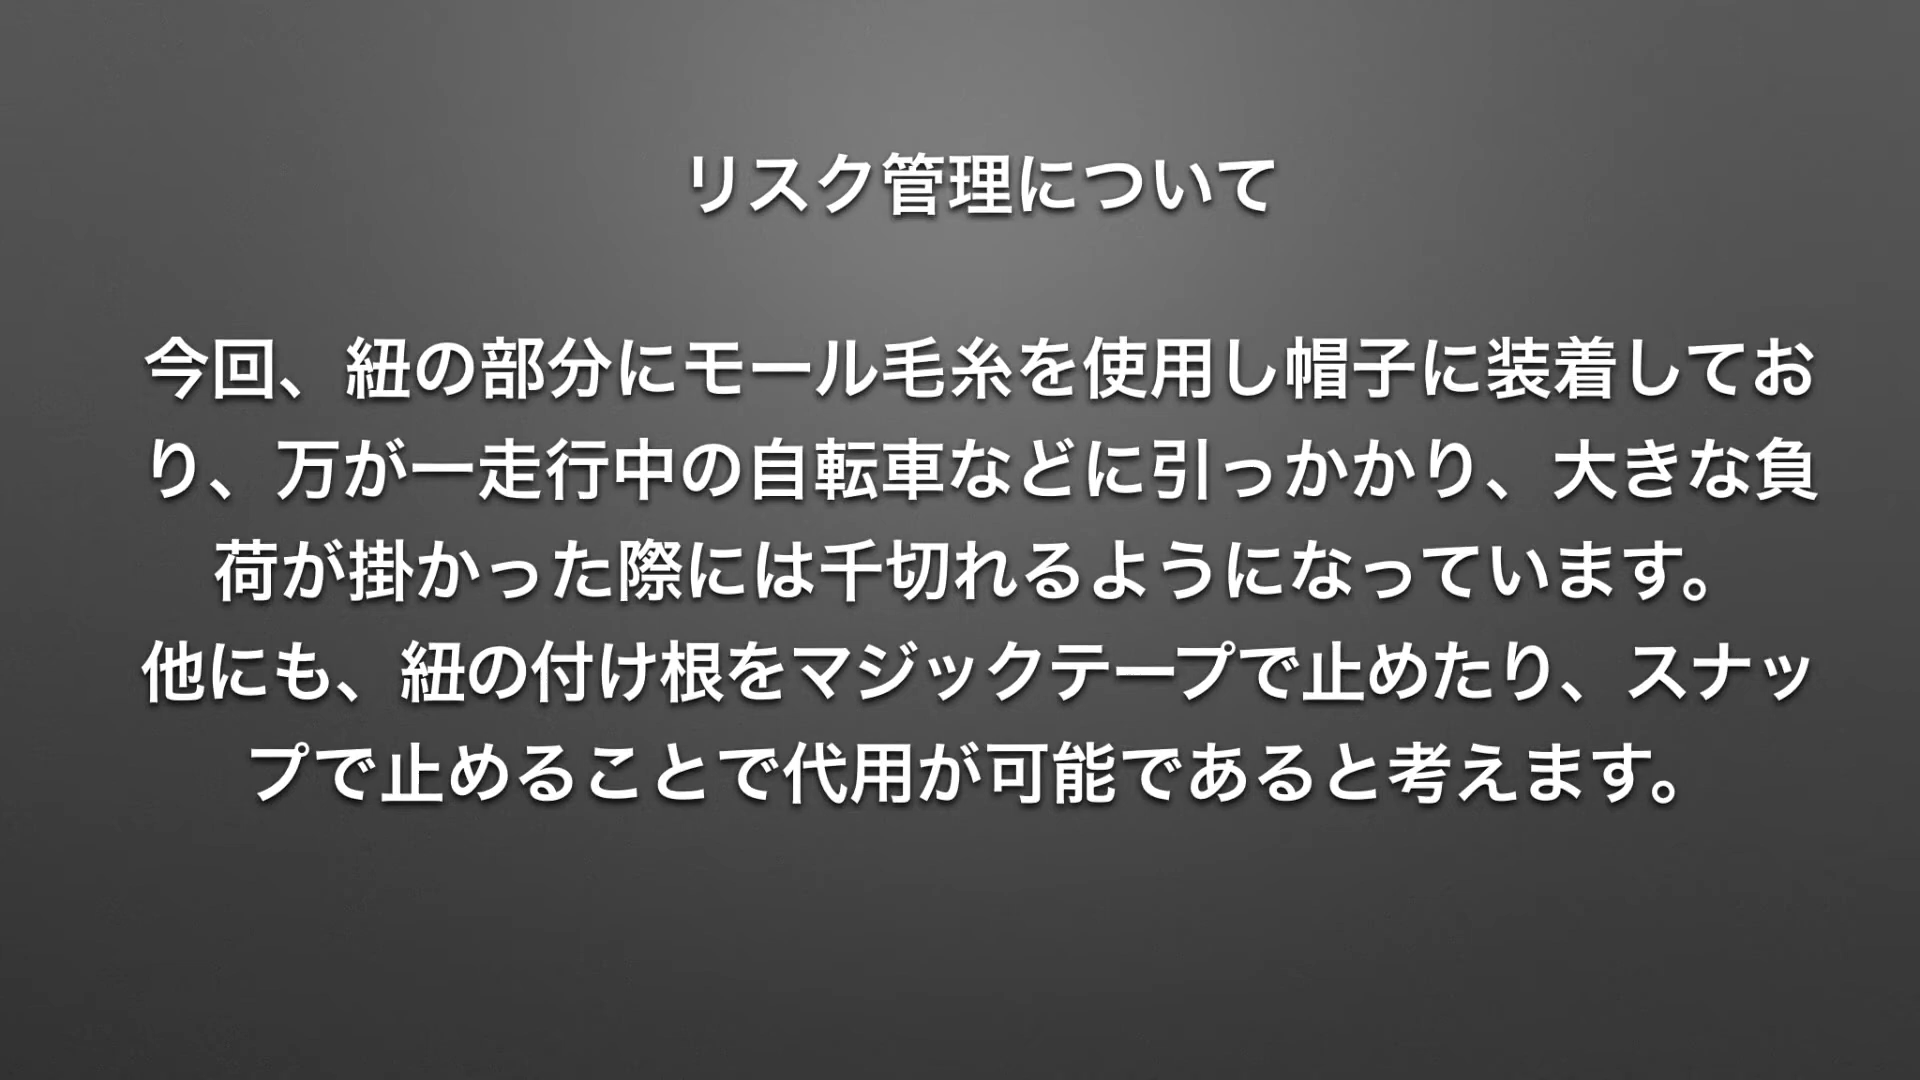 リスク管理について
今回、紐の部分にモール毛糸を使用し帽子に装着してお
り、万が一走行中の自転車などに引っかかり、大きな負
荷が掛かった際には千切れるようになっています。
他にも、紐の付け根をマジックテープで止めたり、スナッ
プで止めることで代用が可能であると考えます。